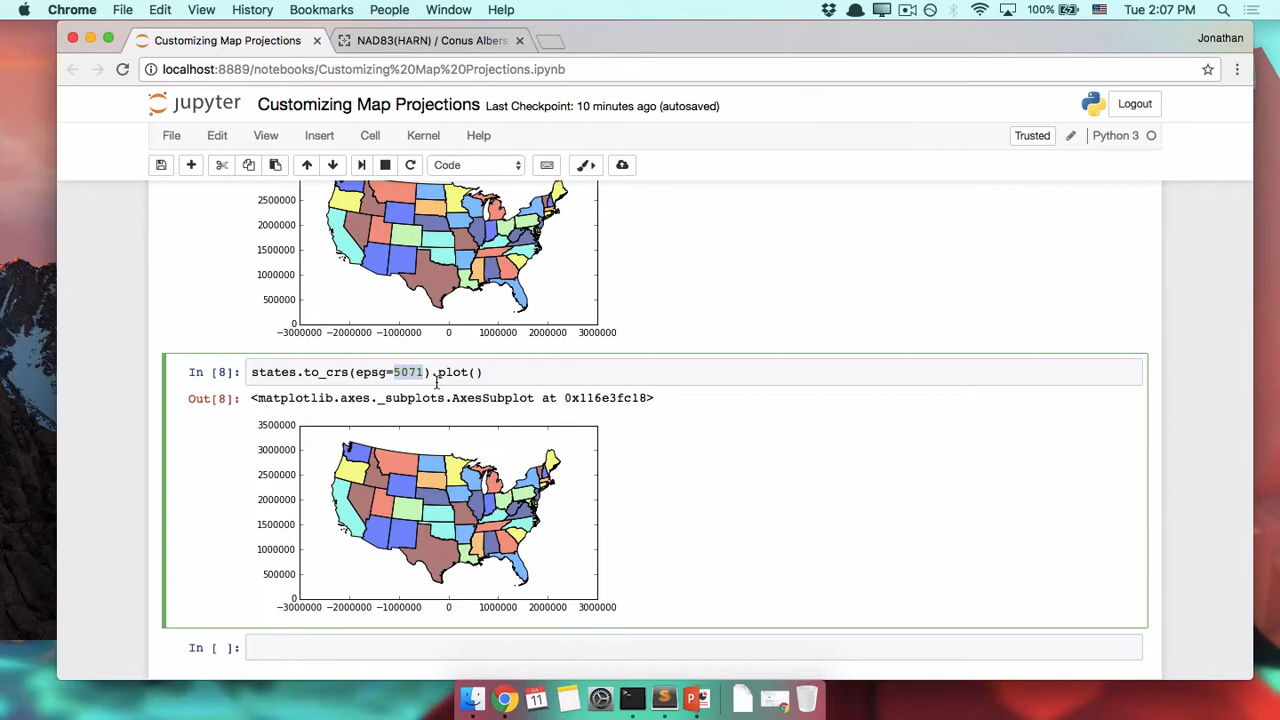 Chrome File Edit View History Bookmarks People Window Help 100% Tue 2:07 PM
Customizing Map Projections NAD83(HARN) / Conus Albers Jonathan
localhost:8889/notebooks/Customizing%20Map%20Projections.ipynb
jupyter Customizing Map Projections Last Checkpoint: 10 minutes ago (autosaved) Logout
File Edit View Insert Cell Kernel Help Trusted Python 3
Code
2500000
2000000
1500000
1000000
500000
0
−3000000 −2000000 −1000000 0 1000000 2000000 3000000
In [8]: states.to_crs(epsg=5071).plot()
Out[8]: <matplotlib.axes._subplots.AxesSubplot at 0x116e3fc18>
3500000
3000000
2500000
2000000
1500000
1000000
500000
0
−3000000 −2000000 −1000000 0 1000000 2000000 3000000
In [ ]:
JUL
11